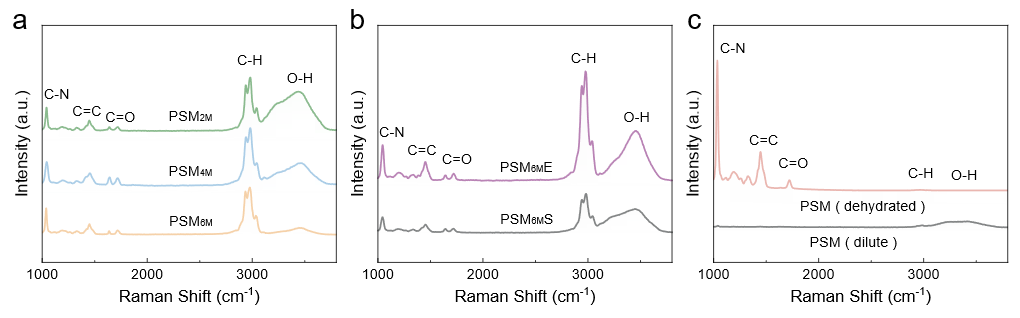 a
Intensity (a.u.)
C-N
C=C
C=O
C-H
O-H
PSM2M
PSM4M
PSM6M
1000 2000 3000
Raman Shift (cm-1)
b
Intensity (a.u.)
C-N
C=C
C=O
C-H
O-H
PSM6ME
PSM6MS
1000 2000 3000
Raman Shift (cm-1)
c
Intensity (a.u.)
C-N
C=C
C=O
C-H
O-H
PSM ( dehydrated )
PSM ( dilute )
1000 2000 3000
Raman Shift (cm-1)